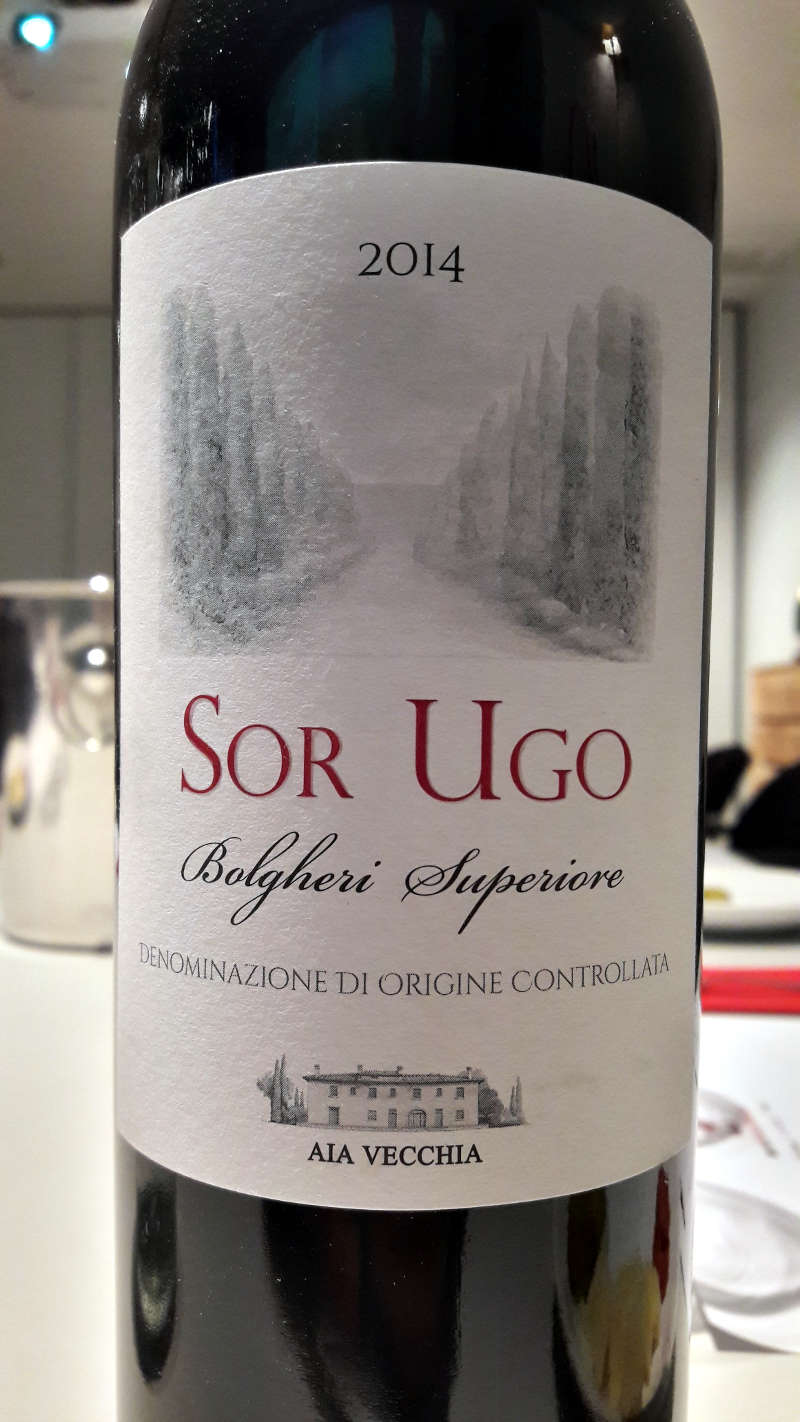 2014
SOR UGO
Bolgheri Superiore
DENOMINAZIONE DI ORIGINE CONTROLLATA
AIA VECCHIA